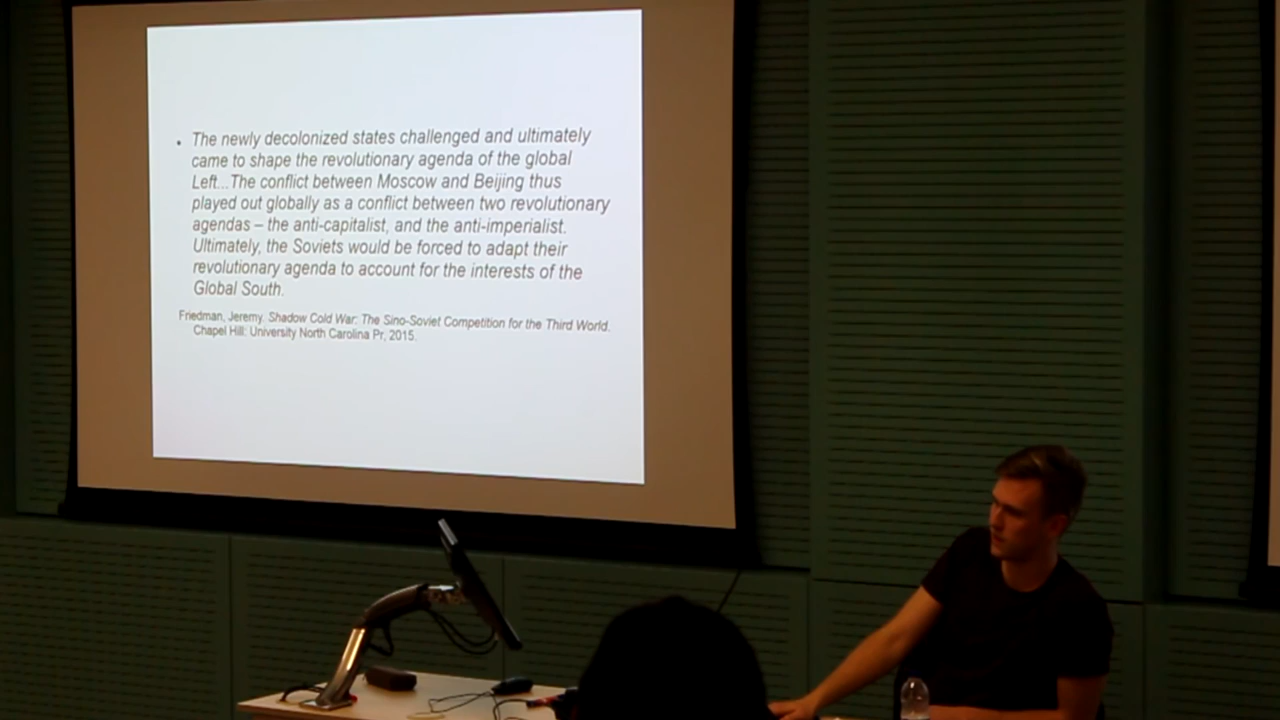 • The newly decolonized states challenged and ultimately
came to shape the revolutionary agenda of the global
Left...The conflict between Moscow and Beijing thus
played out globally as a conflict between two revolutionary
agendas – the anti-capitalist, and the anti-imperialist.
Ultimately, the Soviets would be forced to adapt their
revolutionary agenda to account for the interests of the
Global South.
Friedman, Jeremy. Shadow Cold War: The Sino-Soviet Competition for the Third World.
Chapel Hill: University North Carolina Pr, 2015.